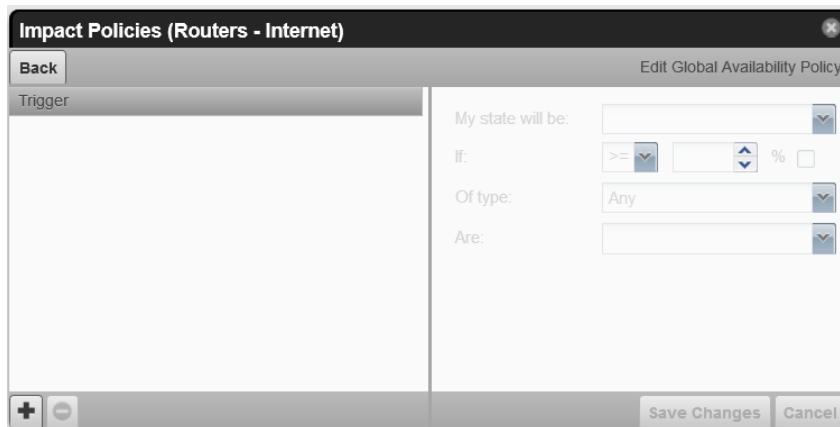 Impact Policies (Routers - Internet)
Back
Edit Global Availability Policy
Trigger
My state will be:
If: >= %
Of type: Any
Are:
Save Changes
Cancel